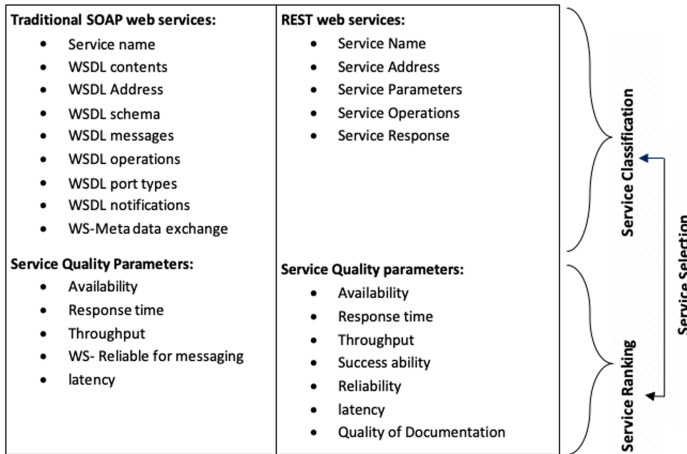 Traditional SOAP web services:
• Service name
• WSDL contents
• WSDL Address
• WSDL schema
• WSDL messages
• WSDL operations
• WSDL port types
• WSDL notifications
• WS-Meta data exchange
Service Quality Parameters:
• Availability
• Response time
• Throughput
• WS- Reliable for messaging
• latency
REST web services:
• Service Name
• Service Address
• Service Parameters
• Service Operations
• Service Response
Service Quality parameters:
• Availability
• Response time
• Throughput
• Success ability
• Reliability
• latency
• Quality of Documentation
Service Classification
Service Ranking
Service Selection